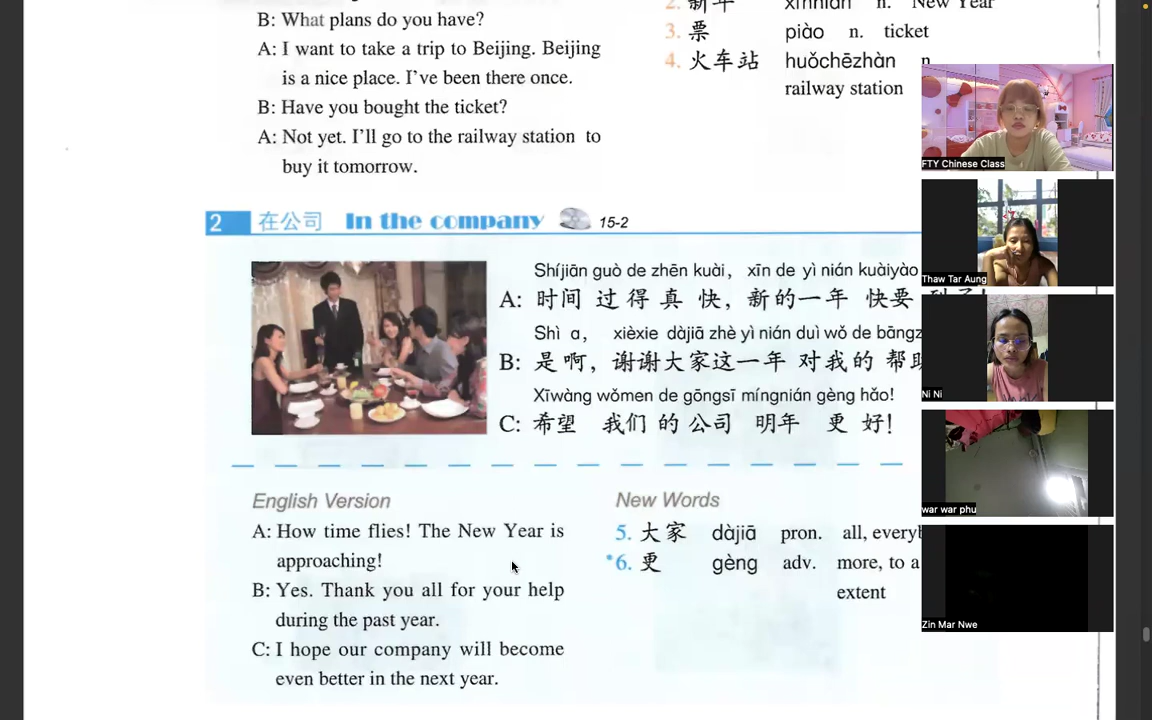 B: What plans do you have?
A: I want to take a trip to Beijing. Beijing
is a nice place. I've been there once.
B: Have you bought the ticket?
A: Not yet. I'll go to the railway station to
buy it tomorrow.
2. 新年 xīnnián n. New Year
3. 票 piào n. ticket
4. 火车站 huǒchēzhàn n.
railway station
2 在公司 In the company 15-2
Shíjiān guò de zhēn kuài, xīn de yì nián kuàiyào
A: 时间 过 得 真 快, 新 的 一 年 快要
Shì a, xièxie dàjiā zhè yì nián duì wǒ de bāngz
B: 是 啊, 谢谢 大家 这 一 年 对 我 的 帮
Xīwàng wǒmen de gōngsī míngnián gèng hǎo!
C: 希望 我们 的 公司 明年 更 好!
English Version
A: How time flies! The New Year is
approaching!
B: Yes. Thank you all for your help
during the past year.
C: I hope our company will become
even better in the next year.
New Words
5. 大家 dàjiā pron. all, everyb
*6. 更 gèng adv. more, to a
extent
FTY Chinese Class
Thaw Tar Aung
Ni Ni
war war phu
Zin Mar Nwe